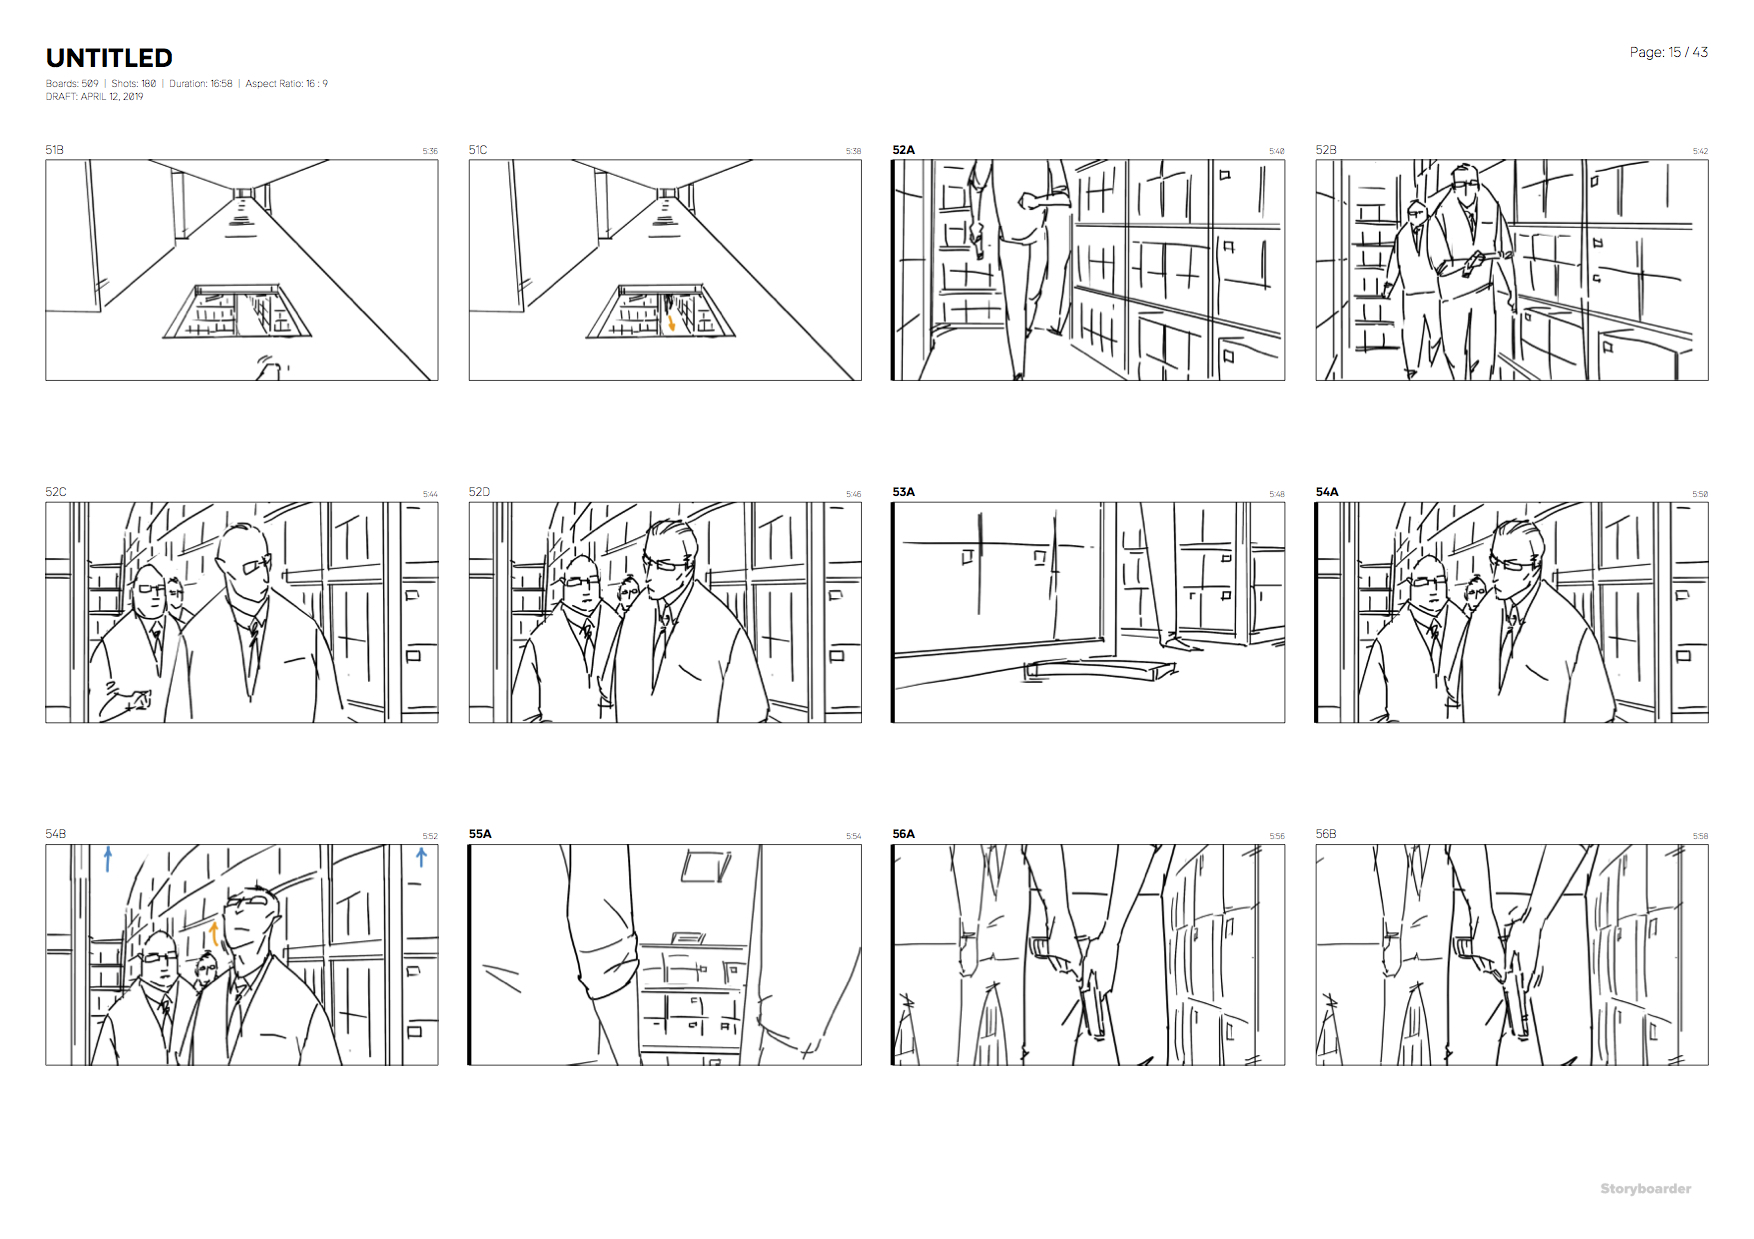 UNTITLED
Page: 15 / 43
Boards: 509 | Shots: 180 | Duration: 16:58 | Aspect Ratio: 16 : 9
DRAFT: APRIL 12, 2019
51B 5:36
51C 5:38
52A 5:40
52B 5:42
52C 5:44
52D 5:46
53A 5:48
54A 5:50
54B 5:52
55A 5:54
56A 5:56
56B 5:58
Storyboarder